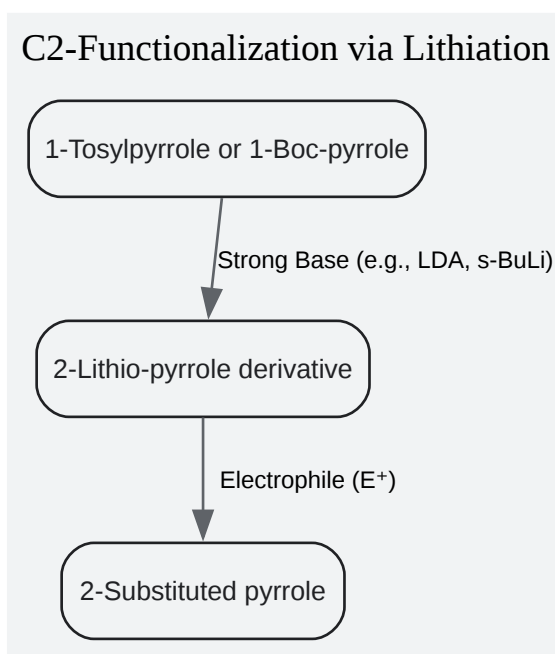 C2-Functionalization via Lithiation
1-Tosylpyrrole or 1-Boc-pyrrole
Strong Base (e.g., LDA, s-BuLi)
2-Lithio-pyrrole derivative
Electrophile (E⁺)
2-Substituted pyrrole